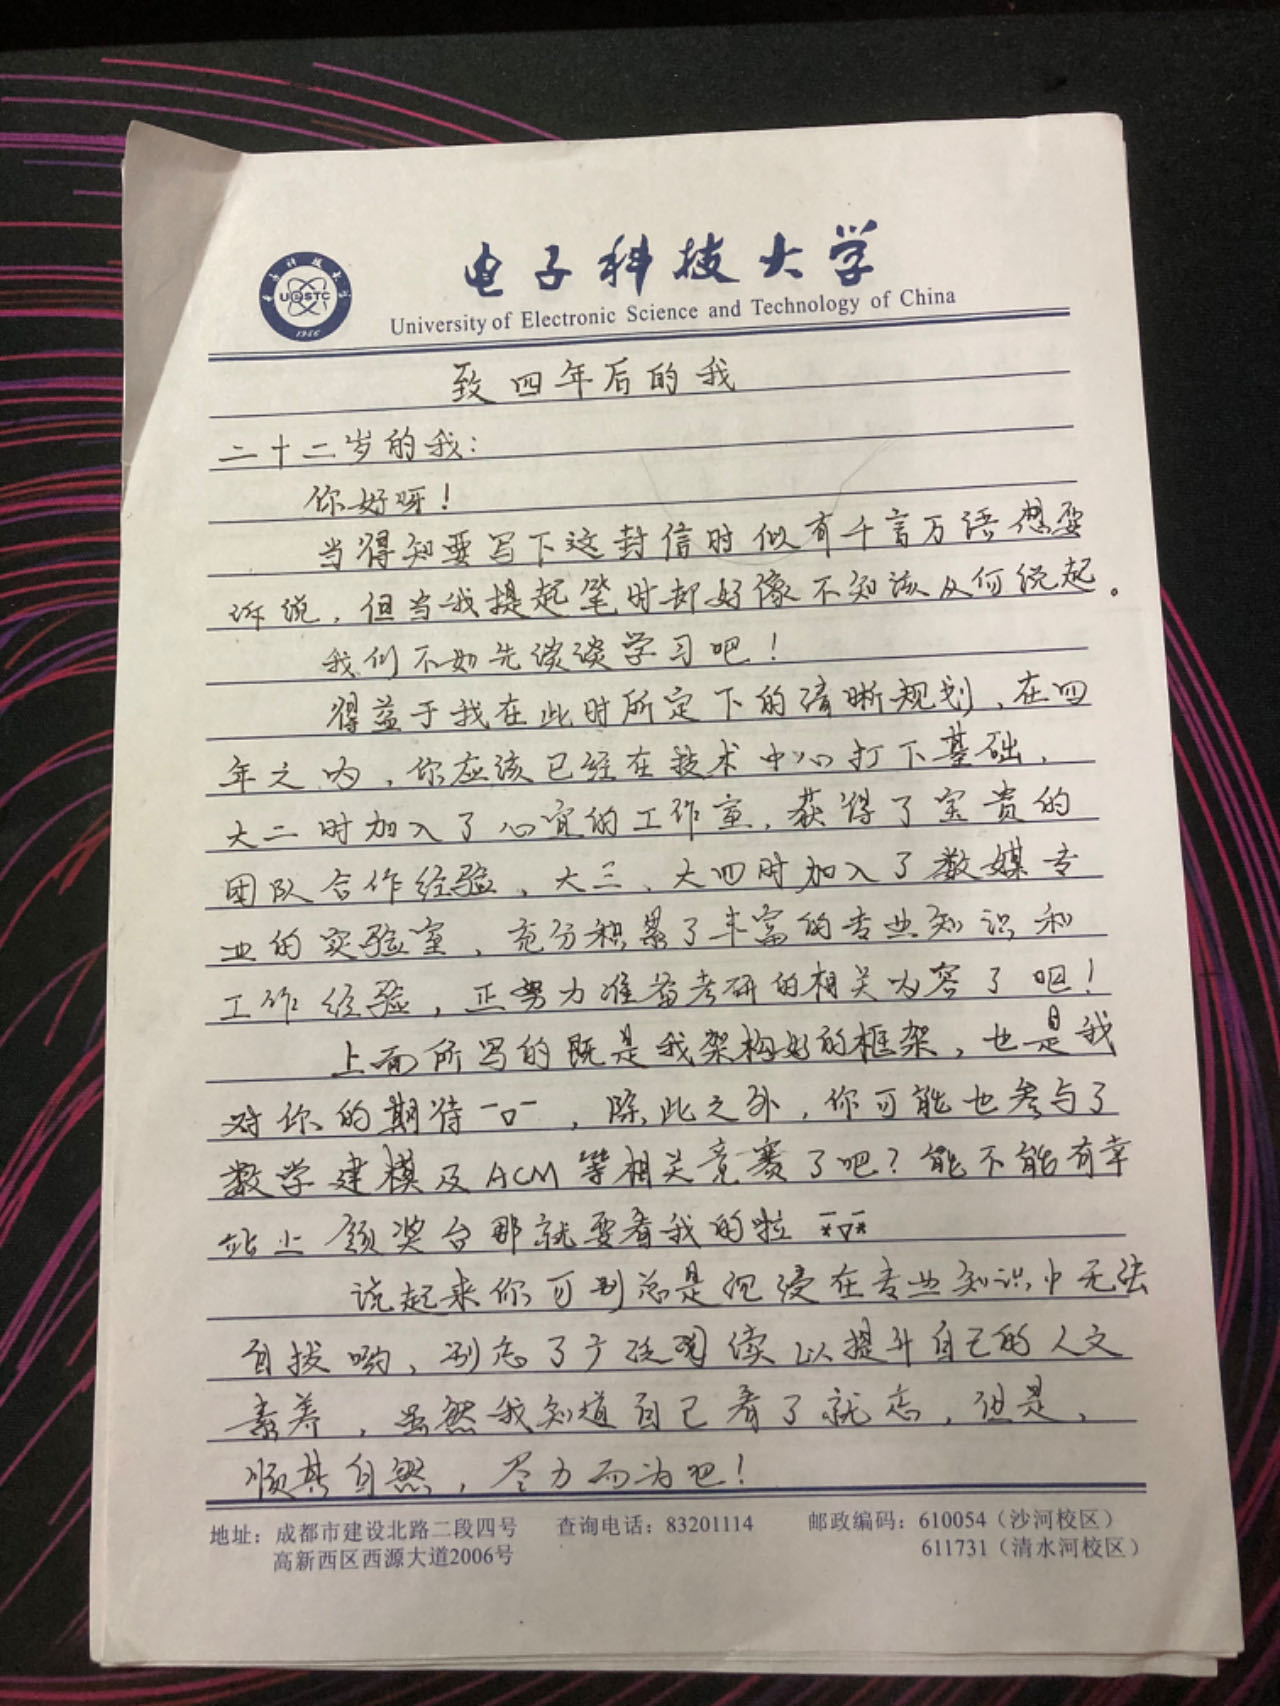 电子科技大学
UESTC
1956
University of Electronic Science and Technology of China
致四年后的我
二十二岁的我：
你好呀！
当得知要写下这封信时似有千言万语想要
诉说，但当我提起笔时却好像不知该从何说起。
我们不如先谈谈学习吧！
得益于我在此时所定下的清晰规划，在四
年之内，你应该已经在技术中心打下基础，
大二时加入了心宜的工作室，获得了宝贵的
团队合作经验，大三、大四时加入了数媒专
业的实验室，充分积累了丰富的专业知识和
工作经验，正努力准备考研的相关内容了吧！
上面所写的既是我架构好的框架，也是我
对你的期待 ̄ロ ̄，除此之外，你可能也参与了
数学建模及ACM等相关竞赛了吧？能不能有幸
站上颁奖台那就要看我的啦 ̄*▽ ̄*
说起来你可别总是沉浸在专业知识中无法
自拔哟，别忘了广泛阅读以提升自己的人文
素养，虽然我知道自己看了就忘，但是，
顺其自然，尽力而为吧！
地址：成都市建设北路二段四号 查询电话：83201114 邮政编码：610054（沙河校区）
高新西区西源大道2006号 611731（清水河校区）